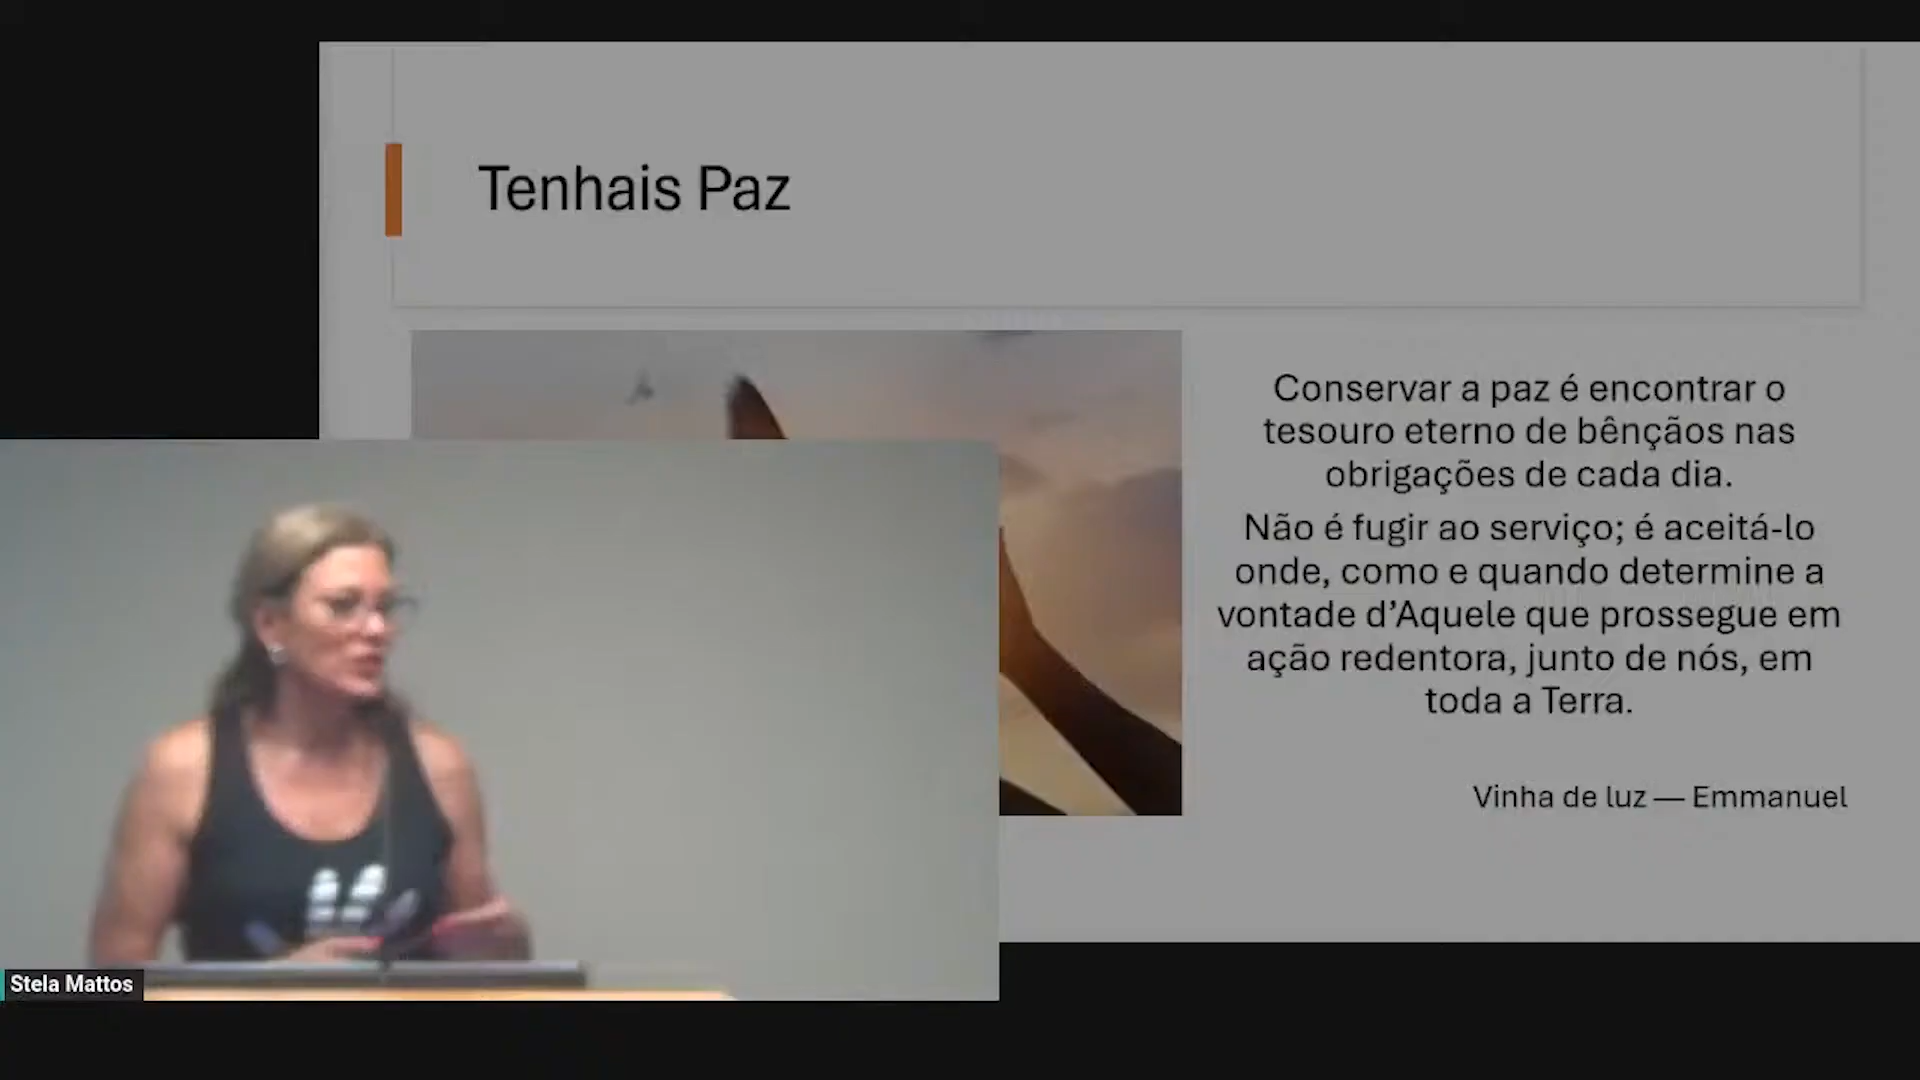 Tenhais Paz
Conservar a paz é encontrar o
tesouro eterno de bênçãos nas
obrigações de cada dia.
Não é fugir ao serviço; é aceitá-lo
onde, como e quando determine a
vontade d’Aquele que prossegue em
ação redentora, junto de nós, em
toda a Terra.
Vinha de luz — Emmanuel
Stela Mattos